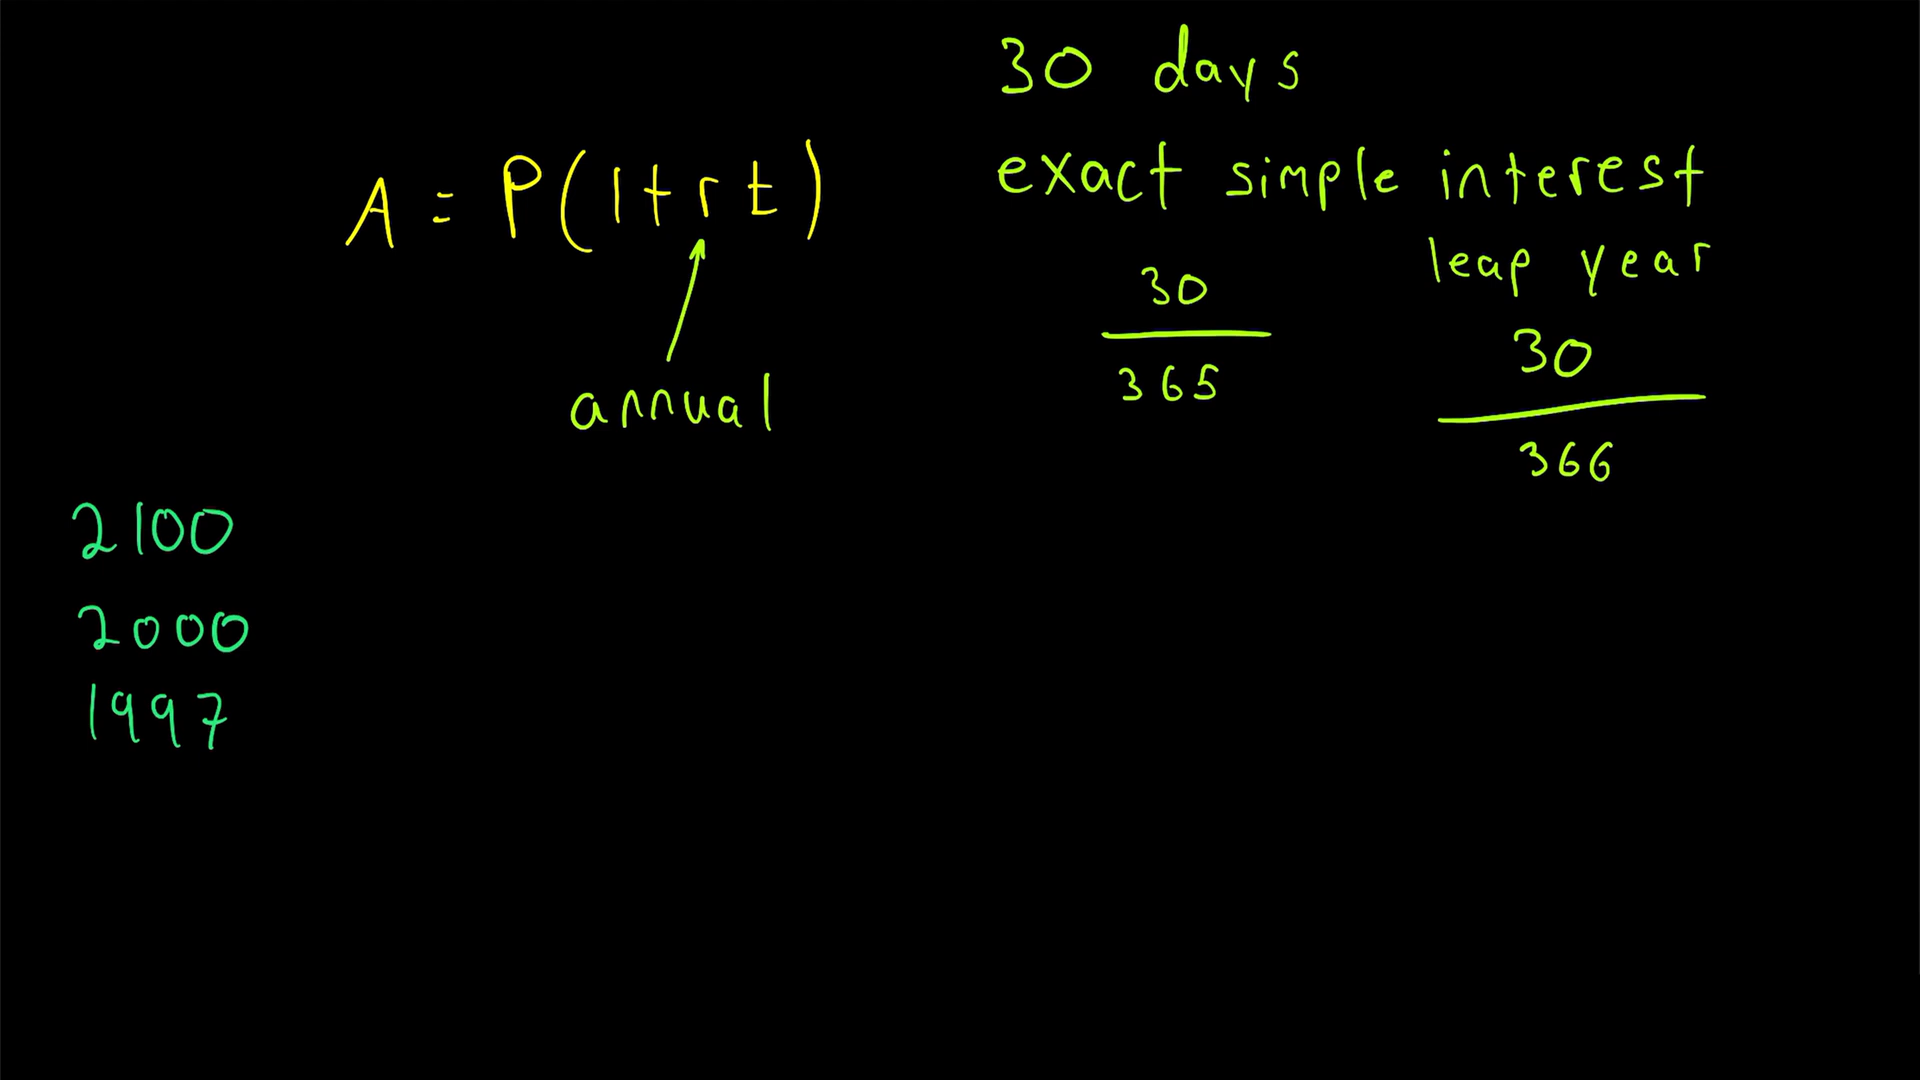 30 days
A = P(1+rt)
exact simple interest
leap year
30
365
30
366
annual
2100
2000
1997